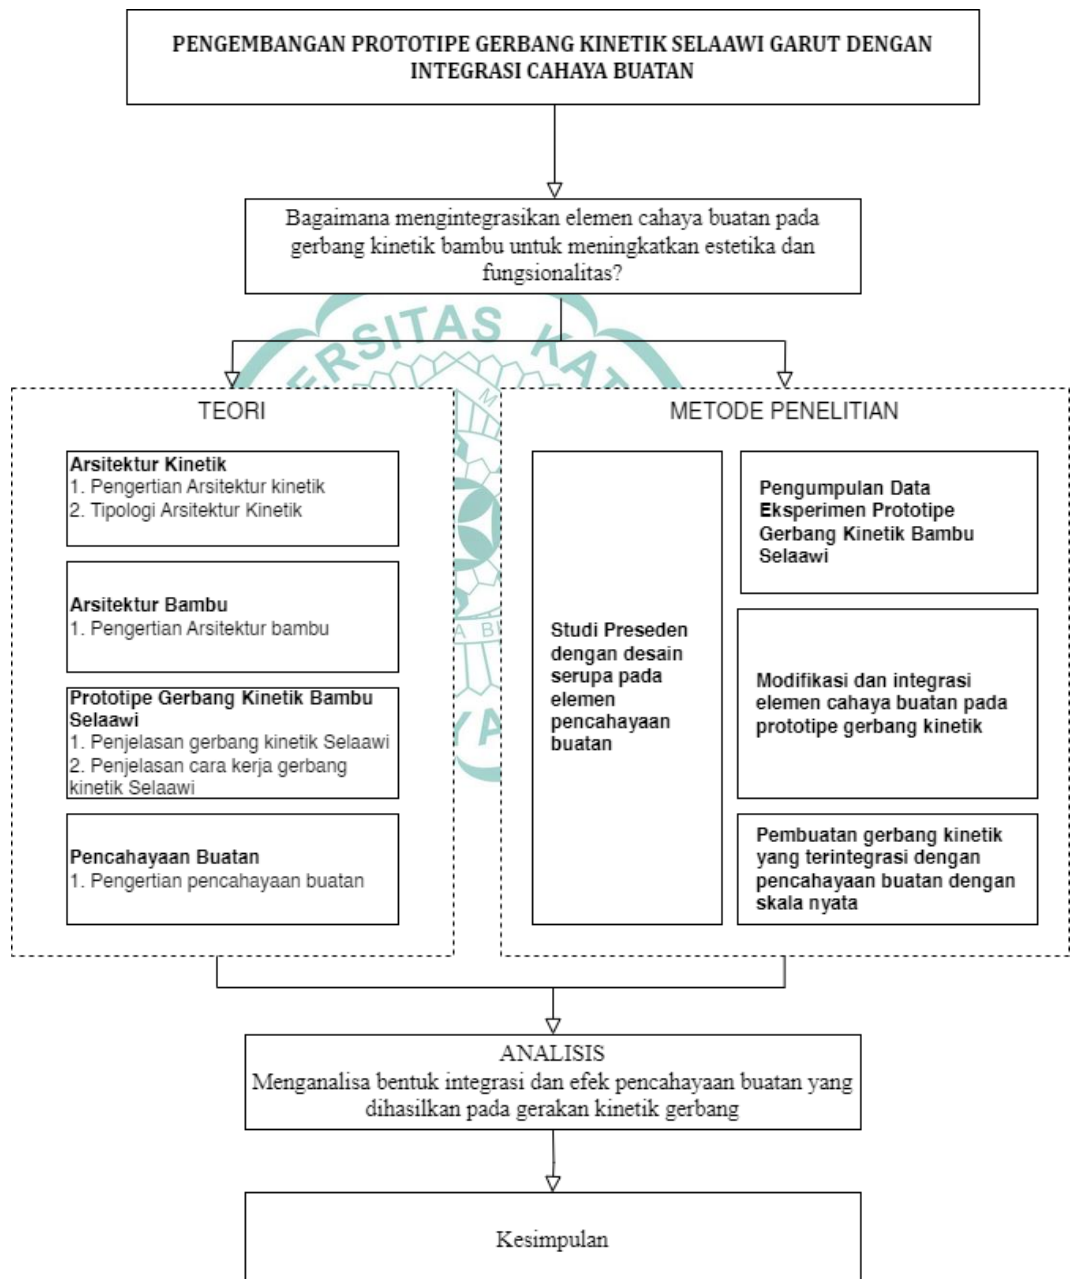 PENGEMBANGAN PROTOTIPE GERBANG KINETIK SELAAWI GARUT DENGAN
INTEGRASI CAHAYA BUATAN
Bagaimana mengintegrasikan elemen cahaya buatan pada
gerbang kinetik bambu untuk meningkatkan estetika dan
fungsionalitas?
TEORI
Arsitektur Kinetik
1. Pengertian Arsitektur kinetik
2. Tipologi Arsitektur Kinetik
Arsitektur Bambu
1. Pengertian Arsitektur bambu
Prototipe Gerbang Kinetik Bambu
Selaawi
1. Penjelasan gerbang kinetik Selaawi
2. Penjelasan cara kerja gerbang
kinetik Selaawi
Pencahayaan Buatan
1. Pengertian pencahayaan buatan
METODE PENELITIAN
Studi Preseden
dengan desain
serupa pada
elemen
pencahayaan
buatan
Pengumpulan Data
Eksperimen Prototipe
Gerbang Kinetik Bambu
Selaawi
Modifikasi dan integrasi
elemen cahaya buatan pada
prototipe gerbang kinetik
Pembuatan gerbang kinetik
yang terintegrasi dengan
pencahayaan buatan dengan
skala nyata
ANALISIS
Menganalisa bentuk integrasi dan efek pencahayaan buatan yang
dihasilkan pada gerakan kinetik gerbang
Kesimpulan
ERSITAS KAT